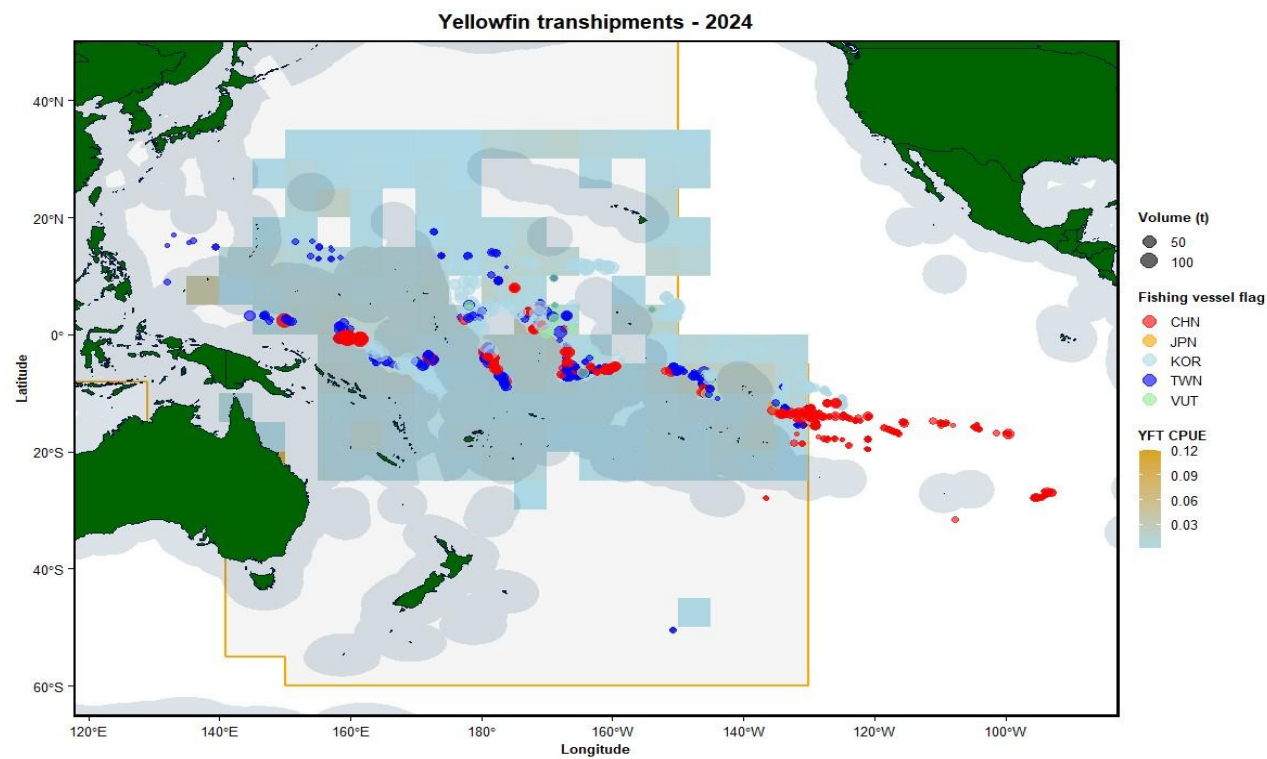 Yellowfin transhipments - 2024
40°N
20°N
0°
20°S
40°S
60°S
Latitude
120°E
140°E
160°E
180°
160°W
140°W
120°W
100°W
Longitude
Volume (t)
50
100
Fishing vessel flag
CHN
JPN
KOR
TWN
VUT
YFT CPUE
0.12
0.09
0.06
0.03